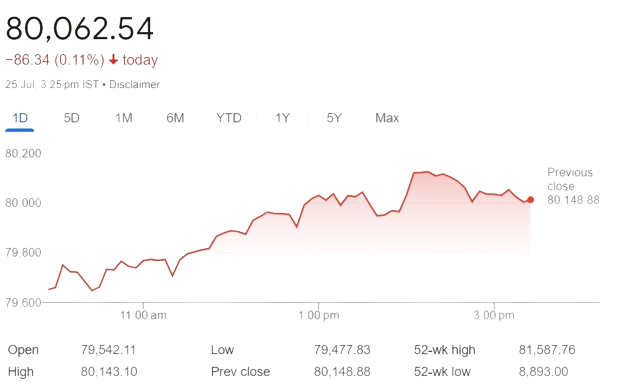 80,062.54
−86.34 (0.11%) ↓ today
25 Jul, 3 25 pm IST • Disclaimer
1D 5D 1M 6M YTD 1Y 5Y Max
80,200
80 000
79 800
79 600
Previous
close
80,148 88
11 00 am 1 00 pm 3 00 pm
Open 79,542.11 Low 79,477.83 52-wk high 81,587.76
High 80,143.10 Prev close 80,148.88 52-wk low 8,893.00